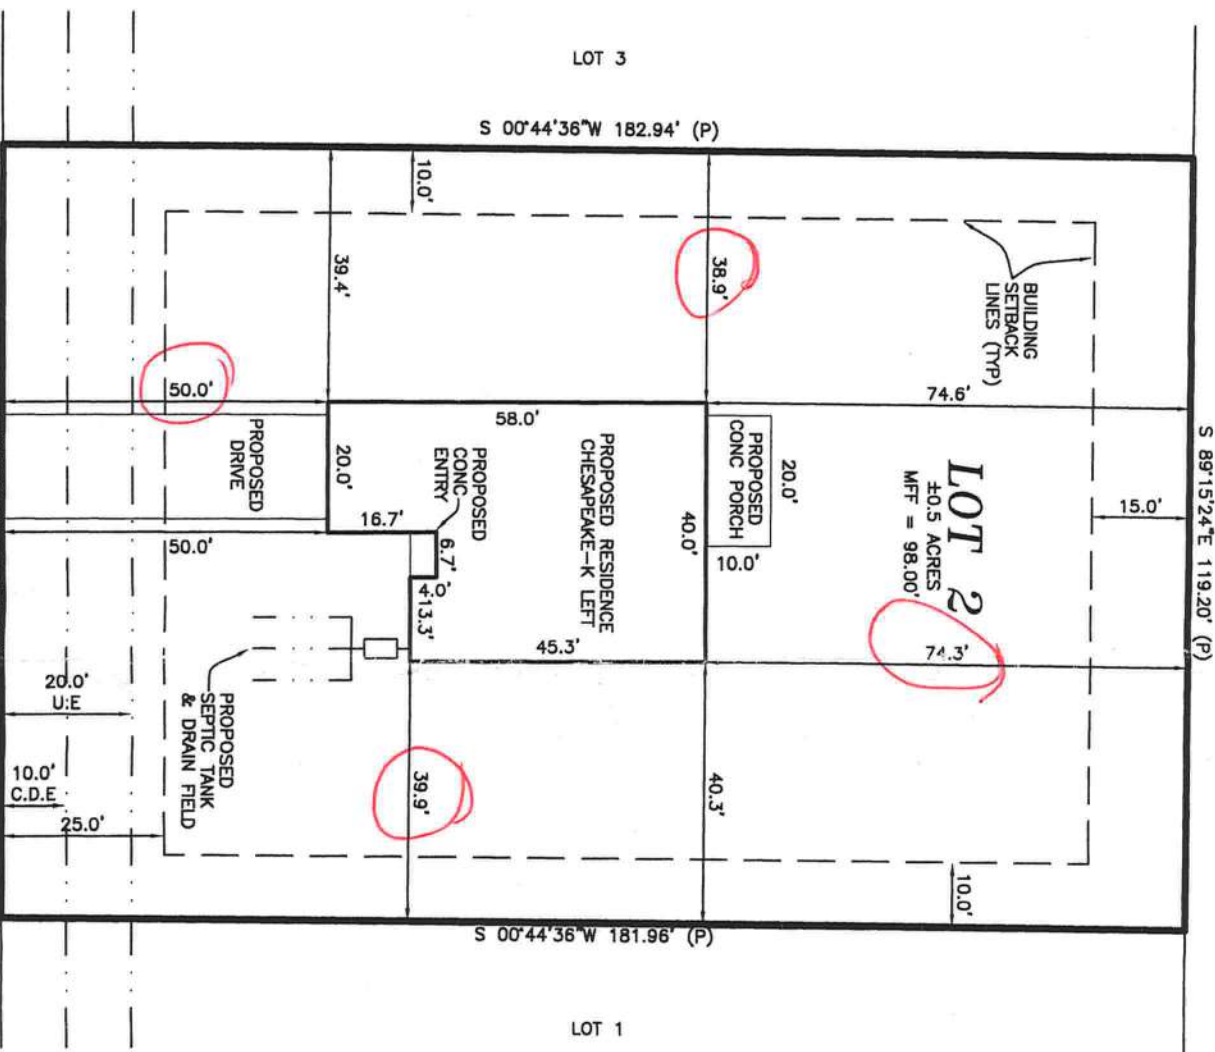 LOT 3
S 00°44'36"W 182.94' (P)
10.0'
39.4'
38.9'
BUILDING
SETBACK
LINES (TYP)
50.0'
58.0'
74.6'
S 89°15'24"E 119.20' (P)
PROPOSED
DRIVE
20.0'
PROPOSED
CONC
ENTRY
PROPOSED RESIDENCE
CHESAPEAKE-K LEFT
PROPOSED
CONC PORCH
20.0'
LOT 2
±0.5 ACRES
MFF = 98.00'
15.0'
16.7'
6.7'
40.0'
10.0'
50.0'
4.0'
13.3'
45.3'
74.3'
20.0'
U.E
PROPOSED
SEPTIC TANK
& DRAIN FIELD
10.0'
C.D.E
25.0'
39.9'
40.3'
10.0'
S 00°44'36"W 181.96' (P)
LOT 1